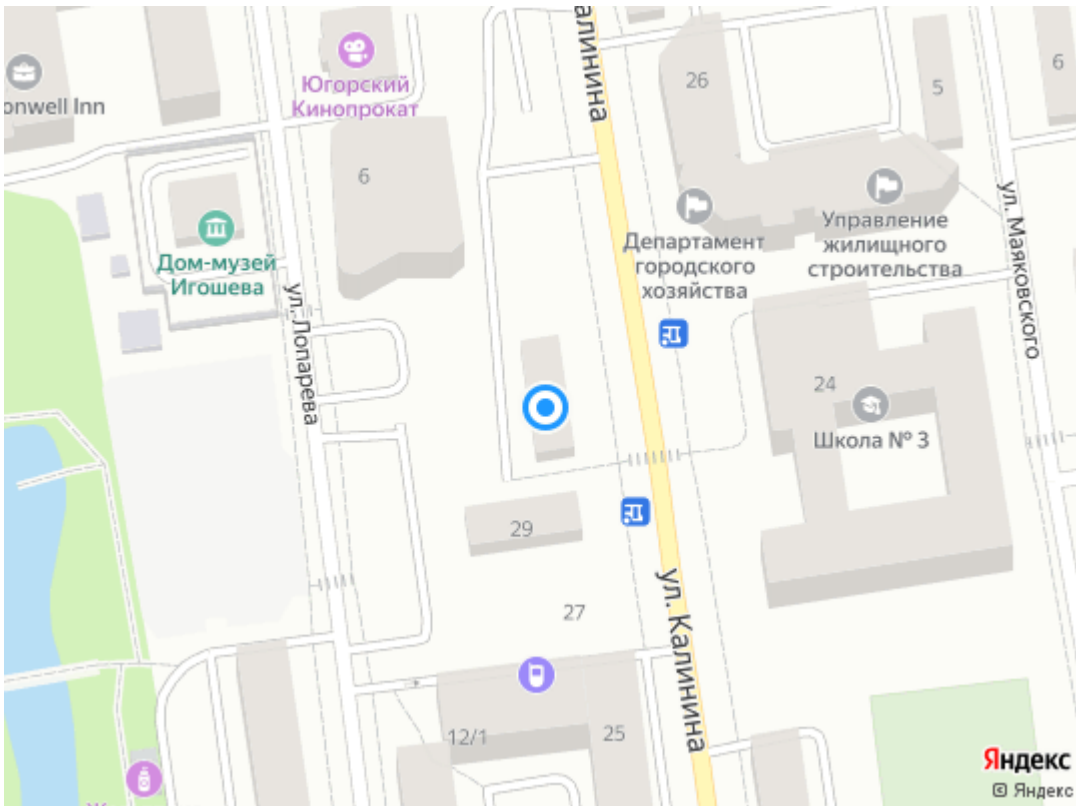 алинина
26
5
6
onwell Inn
Югорский
Кинопрокат
6
ул. Маяковского
Департамент
городского
хозяйства
Управление
жилищного
строительства
Дом-музей
Игошева
ул. Лопарева
24
Школа № 3
29
27
ул. Калинина
12/1
25
Яндекс
© Яндекс